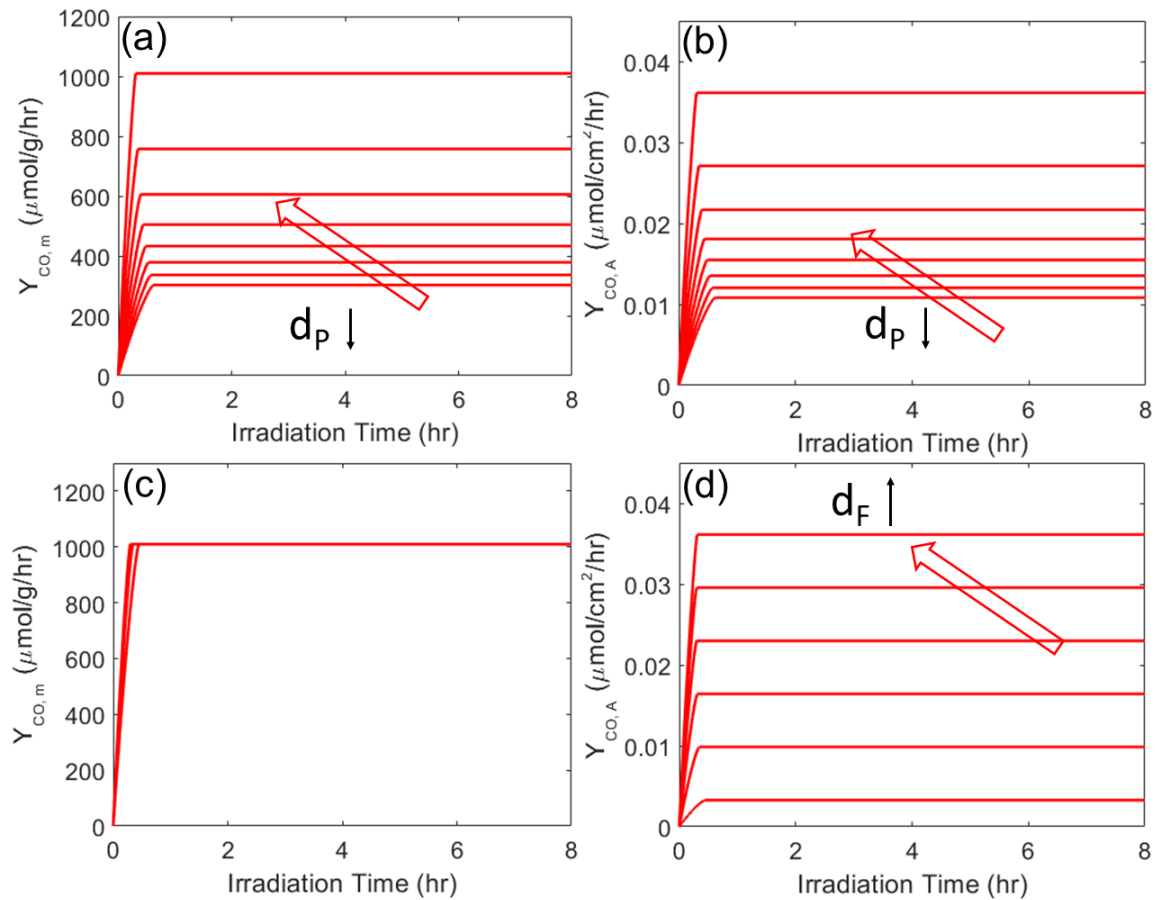 (a)
1200
1000
800
600
400
200
0
Y CO, m (μmol/g/hr)
dP ↓
0 2 4 6 8
Irradiation Time (hr)
(b)
0.04
0.03
0.02
0.01
0
Y CO, A (μmol/cm²/hr)
dP ↓
0 2 4 6 8
Irradiation Time (hr)
(c)
1200
1000
800
600
400
200
0
Y CO, m (μmol/g/hr)
0 2 4 6 8
Irradiation Time (hr)
(d)
dF ↑
0.04
0.03
0.02
0.01
0
Y CO, A (μmol/cm²/hr)
0 2 4 6 8
Irradiation Time (hr)